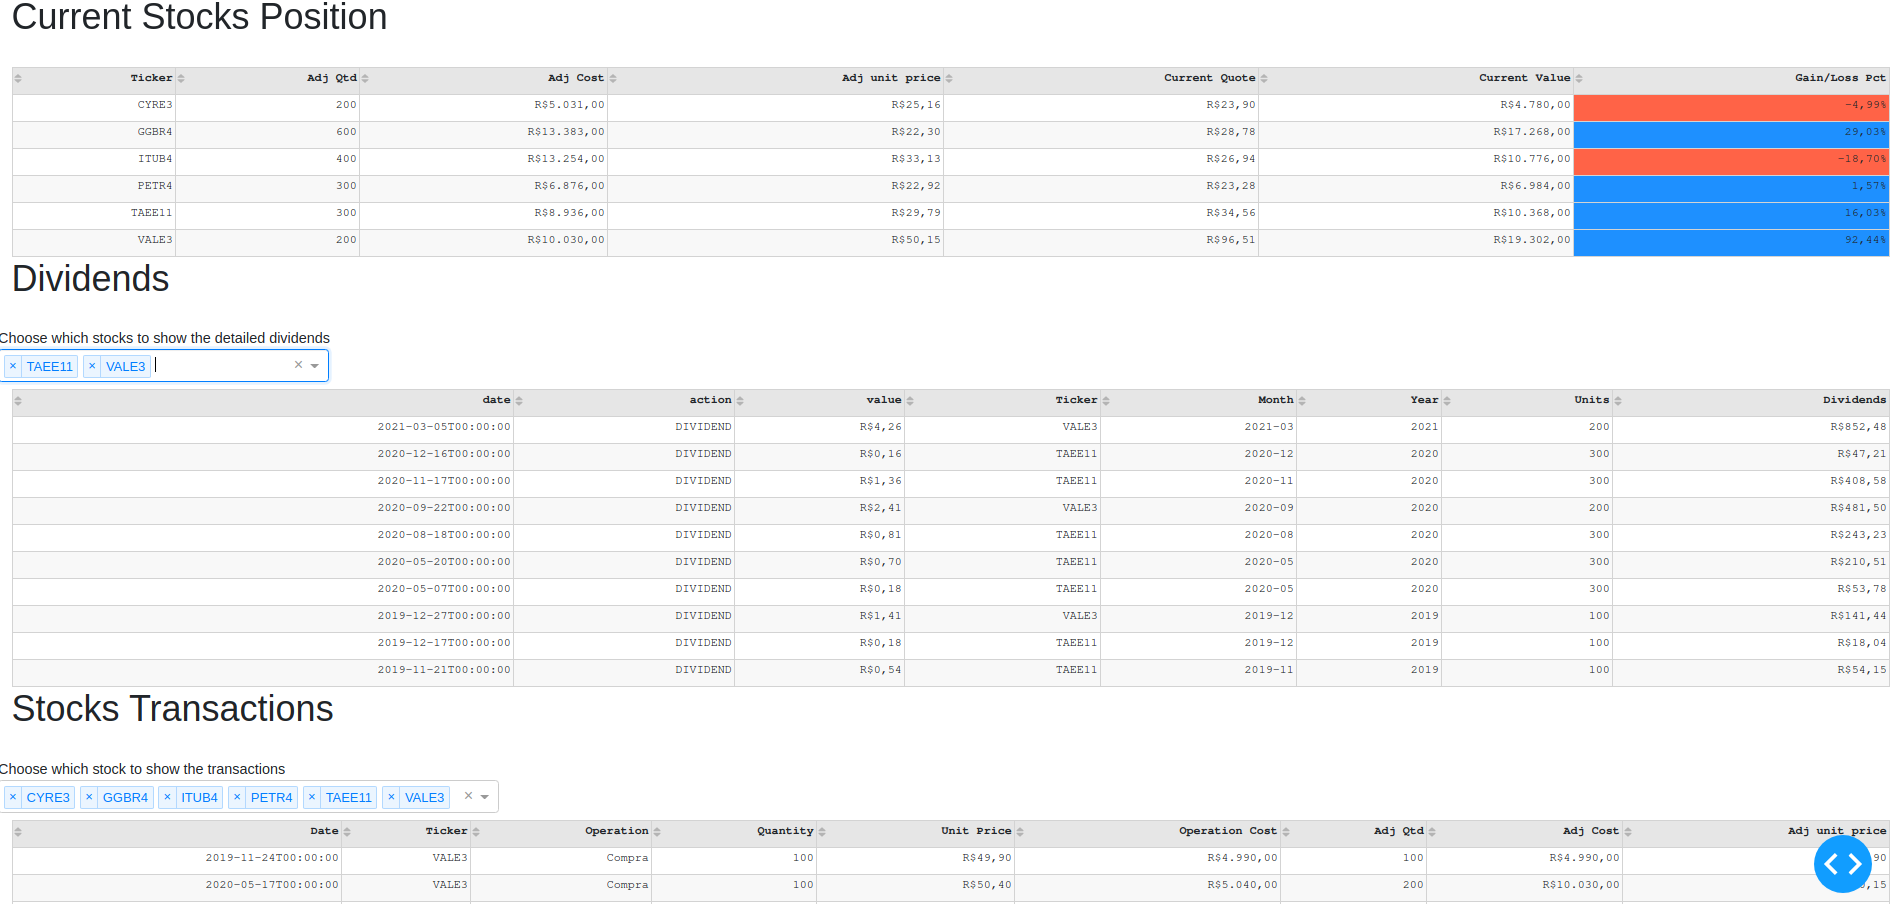 Current Stocks Position
Ticker Adj Qtd Adj Cost Adj unit price Current Quote Current Value Gain/Loss Pct
CYRE3 200 R$5.031,00 R$25,16 R$23,90 R$4.780,00 -4,99%
GGBR4 600 R$13.383,00 R$22,30 R$28,78 R$17.268,00 29,03%
ITUB4 400 R$13.254,00 R$33,13 R$26,94 R$10.776,00 -18,70%
PETR4 300 R$6.876,00 R$22,92 R$23,28 R$6.984,00 1,57%
TAEE11 300 R$8.936,00 R$29,79 R$34,56 R$10.368,00 16,03%
VALE3 200 R$10.030,00 R$50,15 R$96,51 R$19.302,00 92,44%
Dividends
Choose which stocks to show the detailed dividends
× TAEE11 × VALE3 ×
date action value Ticker Month Year Units Dividends
2021-03-05T00:00:00 DIVIDEND R$4,26 VALE3 2021-03 2021 200 R$852,48
2020-12-16T00:00:00 DIVIDEND R$0,16 TAEE11 2020-12 2020 300 R$47,21
2020-11-17T00:00:00 DIVIDEND R$1,36 TAEE11 2020-11 2020 300 R$408,58
2020-09-22T00:00:00 DIVIDEND R$2,41 VALE3 2020-09 2020 200 R$481,50
2020-08-18T00:00:00 DIVIDEND R$0,81 TAEE11 2020-08 2020 300 R$243,23
2020-05-20T00:00:00 DIVIDEND R$0,70 TAEE11 2020-05 2020 300 R$210,51
2020-05-07T00:00:00 DIVIDEND R$0,18 TAEE11 2020-05 2020 300 R$53,78
2019-12-27T00:00:00 DIVIDEND R$1,41 VALE3 2019-12 2019 100 R$141,44
2019-12-17T00:00:00 DIVIDEND R$0,18 TAEE11 2019-12 2019 100 R$18,04
2019-11-21T00:00:00 DIVIDEND R$0,54 TAEE11 2019-11 2019 100 R$54,15
Stocks Transactions
Choose which stock to show the transactions
× CYRE3 × GGBR4 × ITUB4 × PETR4 × TAEE11 × VALE3 ×
Date Ticker Operation Quantity Unit Price Operation Cost Adj Qtd Adj Cost Adj unit price
2019-11-24T00:00:00 VALE3 Compra 100 R$49,90 R$4.990,00 100 R$4.990,00 90
2020-05-17T00:00:00 VALE3 Compra 100 R$50,40 R$5.040,00 200 R$10.030,00 ,15